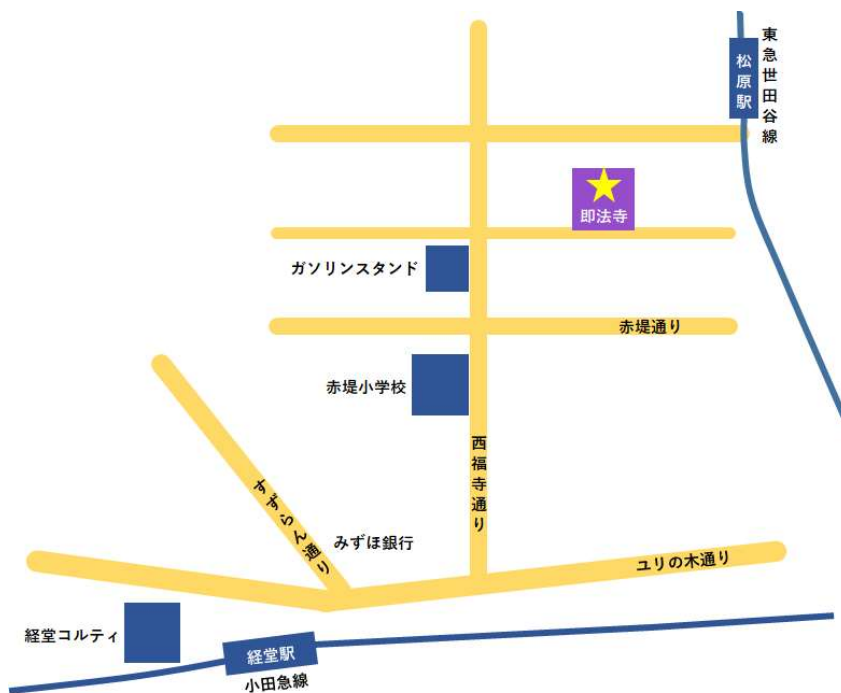 松原駅
東急世田谷線
即法寺
ガソリンスタンド
赤堤通り
赤堤小学校
西福寺通り
すずらん通り
みずほ銀行
ユリの木通り
経堂コルティ
経堂駅
小田急線